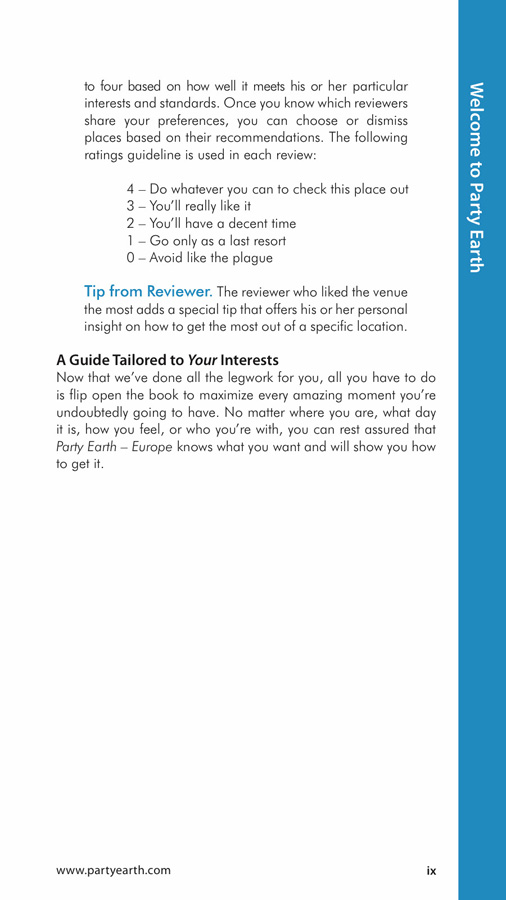 to four based on how well it meets his or her particular
interests and standards. Once you know which reviewers
share your preferences, you can choose or dismiss
places based on their recommendations. The following
ratings guideline is used in each review:
4 – Do whatever you can to check this place out
3 – You’ll really like it
2 – You’ll have a decent time
1 – Go only as a last resort
0 – Avoid like the plague
Tip from Reviewer. The reviewer who liked the venue
the most adds a special tip that offers his or her personal
insight on how to get the most out of a specific location.
A Guide Tailored to Your Interests
Now that we’ve done all the legwork for you, all you have to do
is flip open the book to maximize every amazing moment you’re
undoubtedly going to have. No matter where you are, what day
it is, how you feel, or who you’re with, you can rest assured that
Party Earth – Europe knows what you want and will show you how
to get it.
Welcome to Party Earth
www.partyearth.com
ix